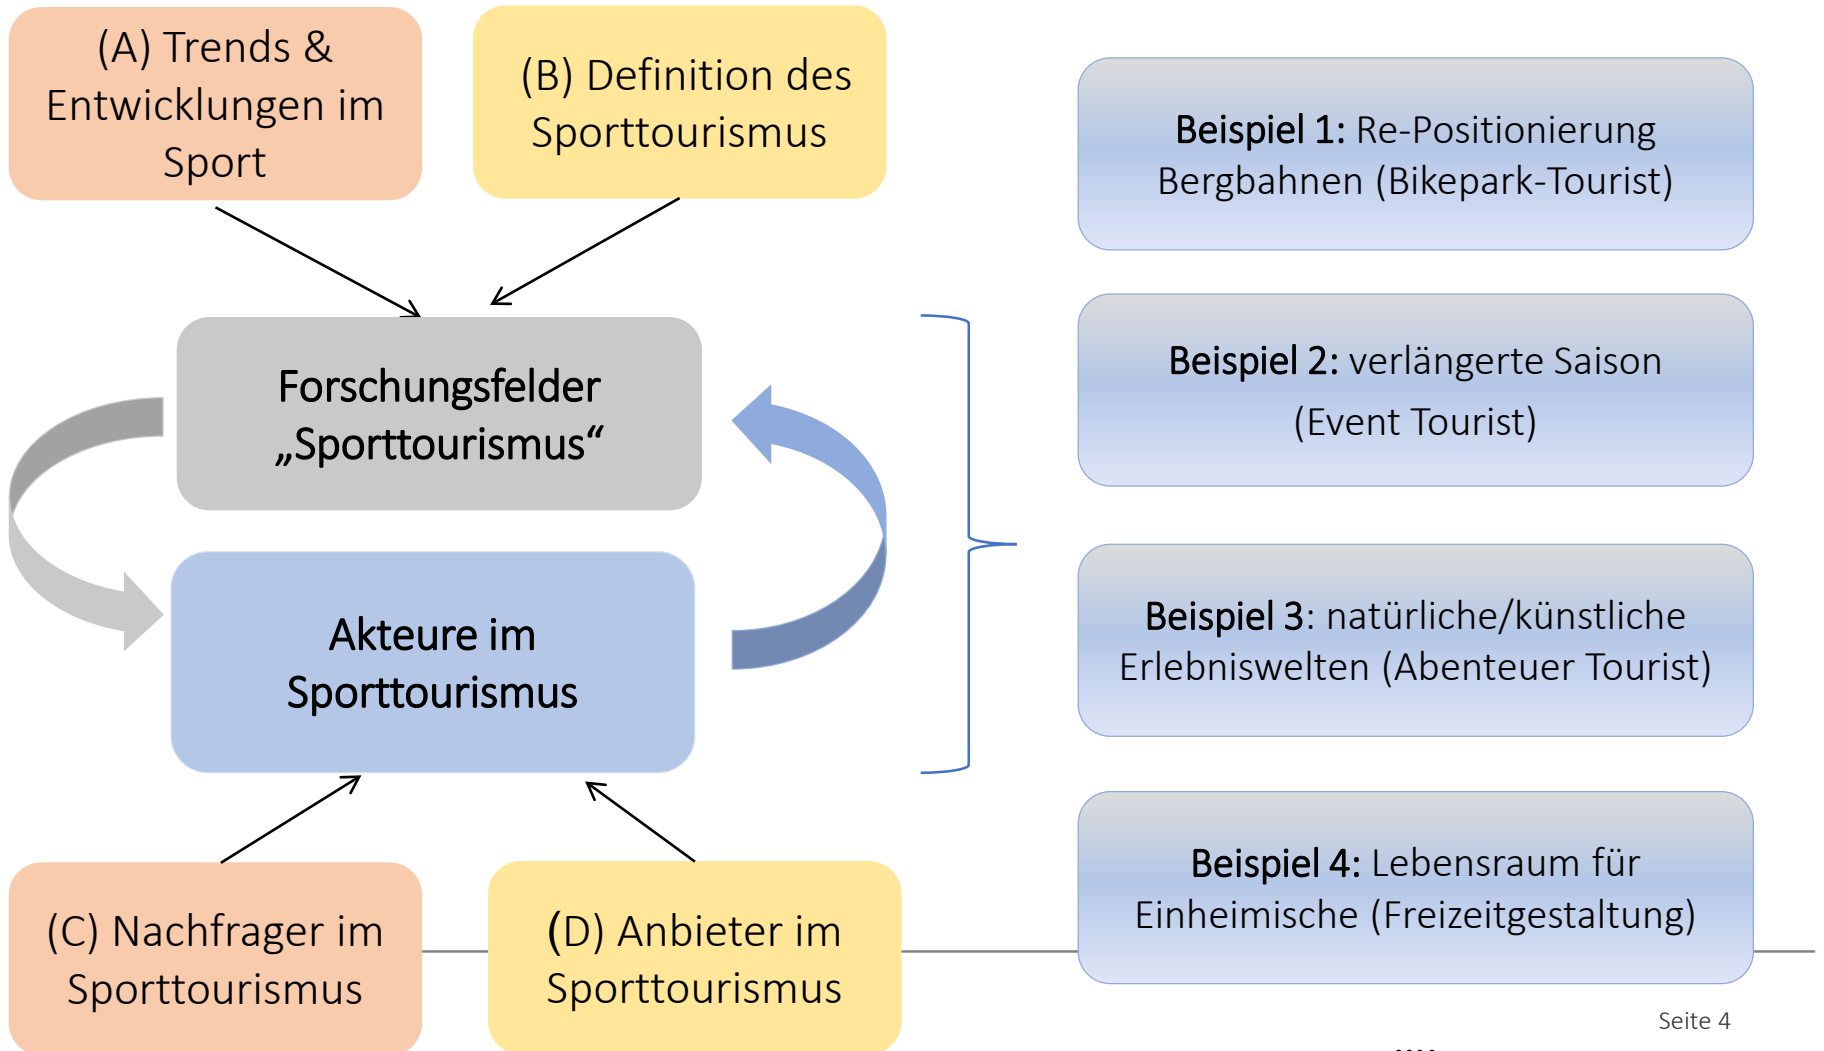 (A) Trends &
Entwicklungen im
Sport
(B) Definition des
Sporttourismus
Forschungsfelder
„Sporttourismus“
Akteure im
Sporttourismus
(C) Nachfrager im
Sporttourismus
(D) Anbieter im
Sporttourismus
Beispiel 1: Re-Positionierung
Bergbahnen (Bikepark-Tourist)
Beispiel 2: verlängerte Saison
(Event Tourist)
Beispiel 3: natürliche/künstliche
Erlebniswelten (Abenteuer Tourist)
Beispiel 4: Lebensraum für
Einheimische (Freizeitgestaltung)
Seite 4